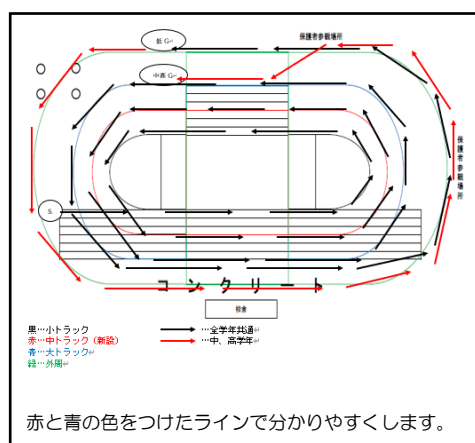 低G
保護者参観場所
中高G
保護者参観場所
S
コンクリート
校舎
黒…小トラック
赤…中トラック（新設）
青…大トラック
緑…外周
…全学年共通
…中、高学年
赤と青の色をつけたラインで分かりやすくします。